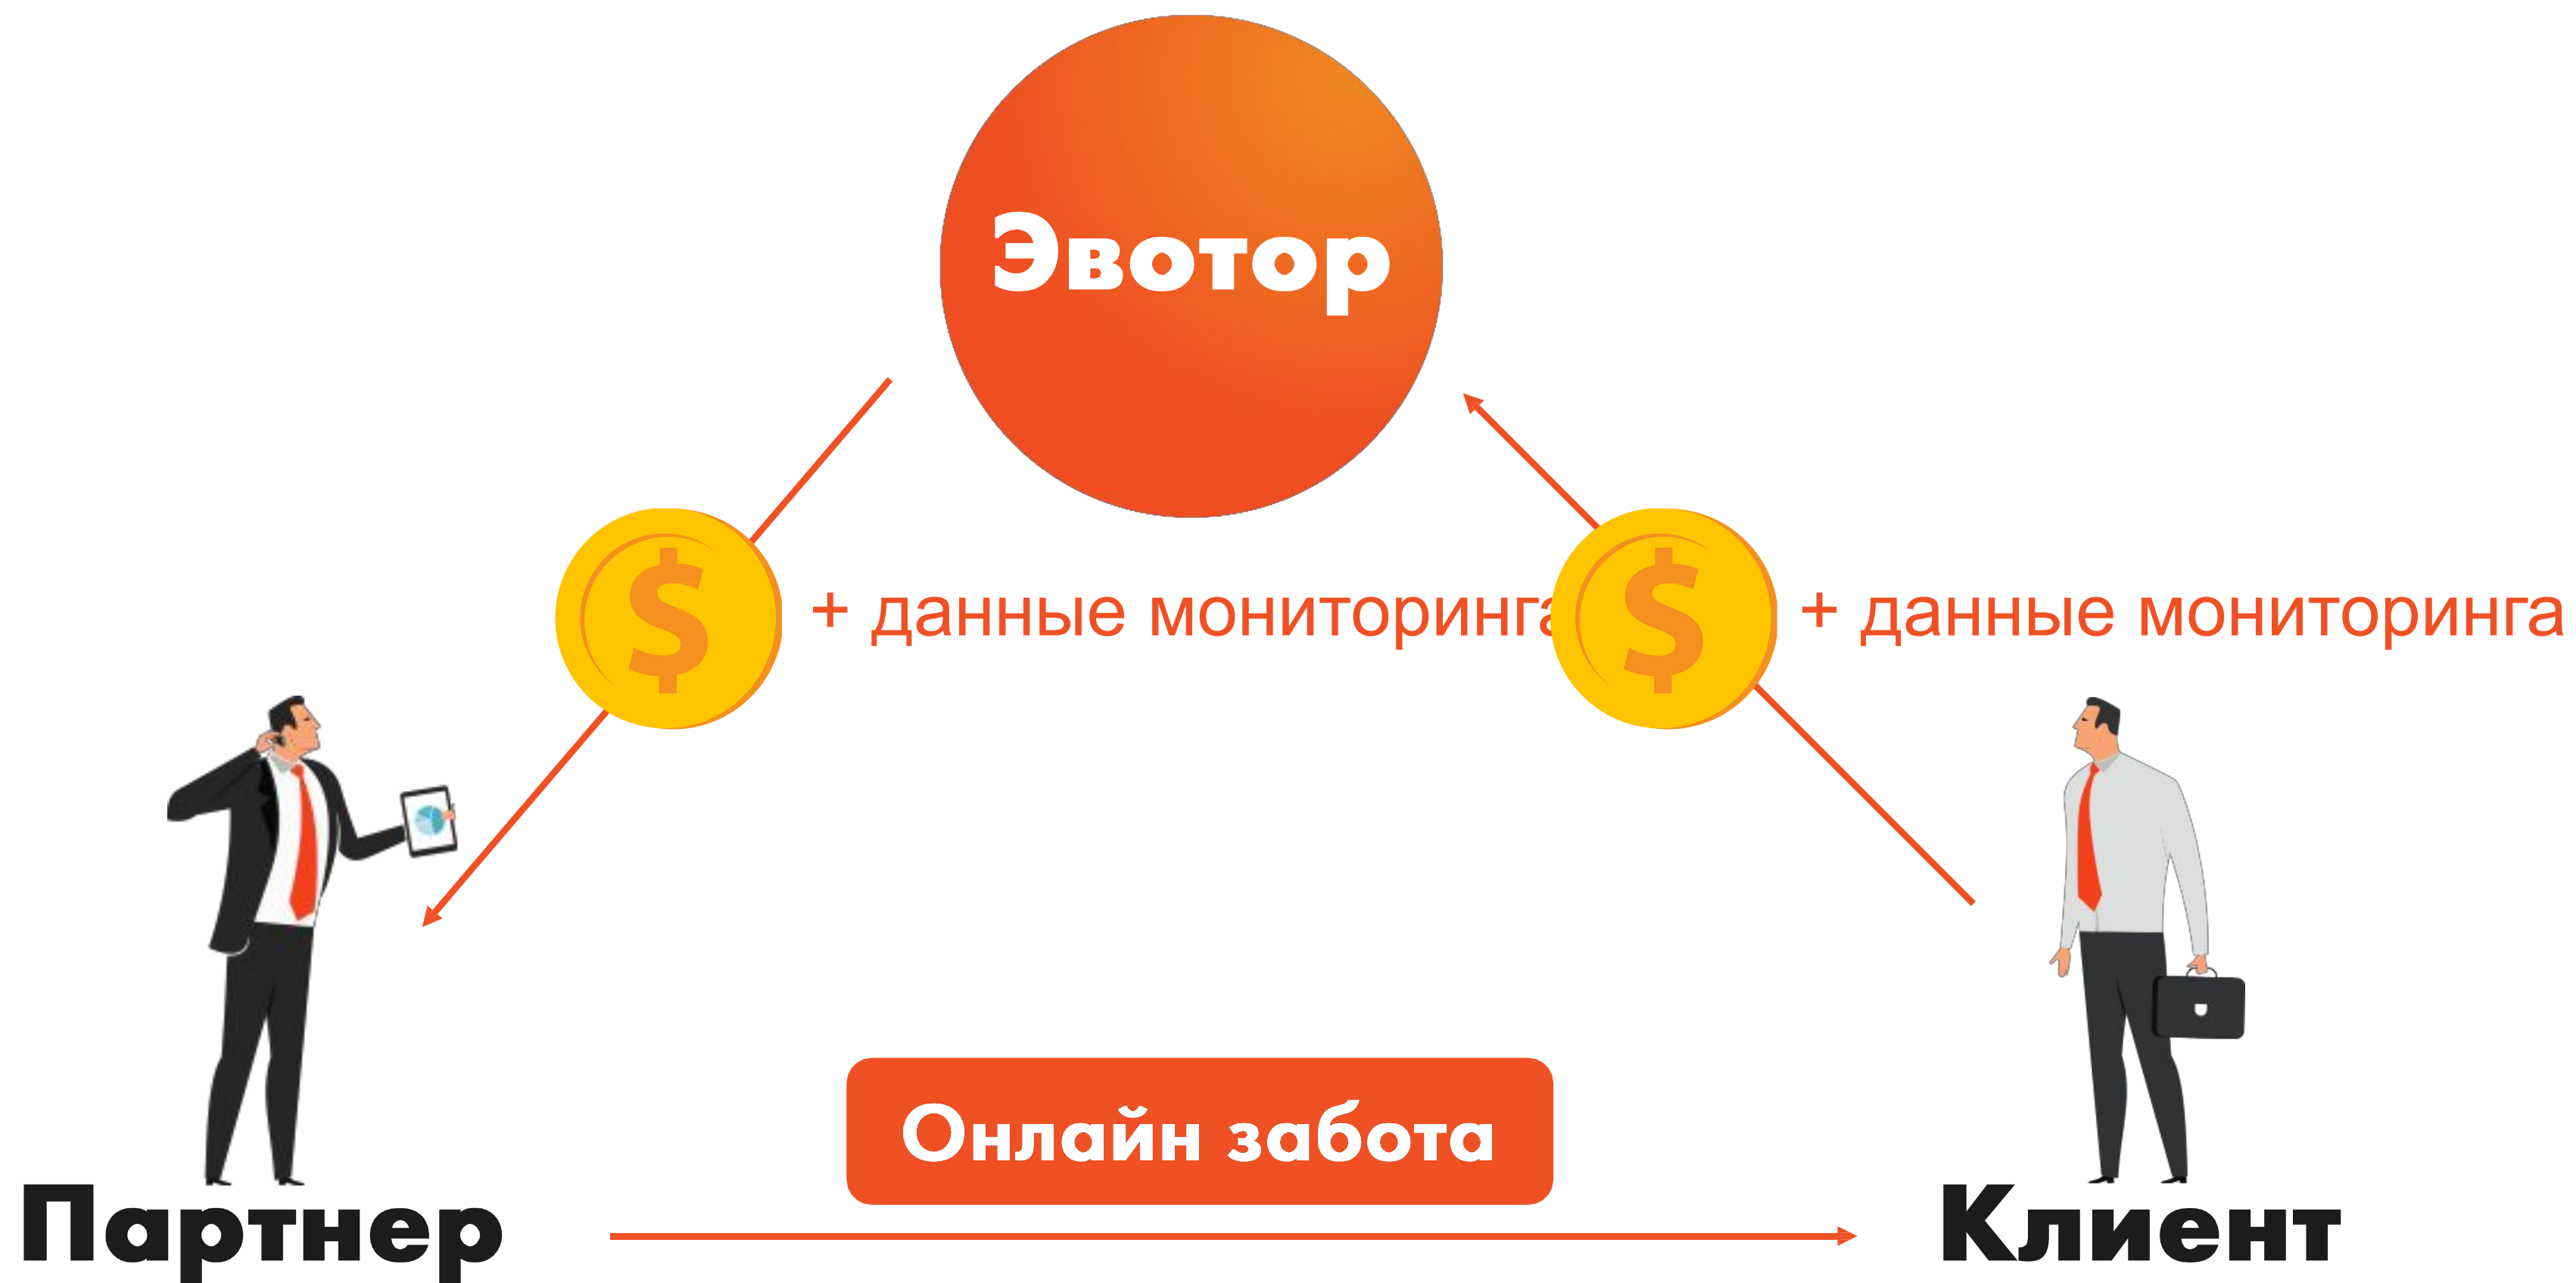 Эвотор
$ + данные мониторинга
$ + данные мониторинга
Онлайн забота
Партнер
Клиент